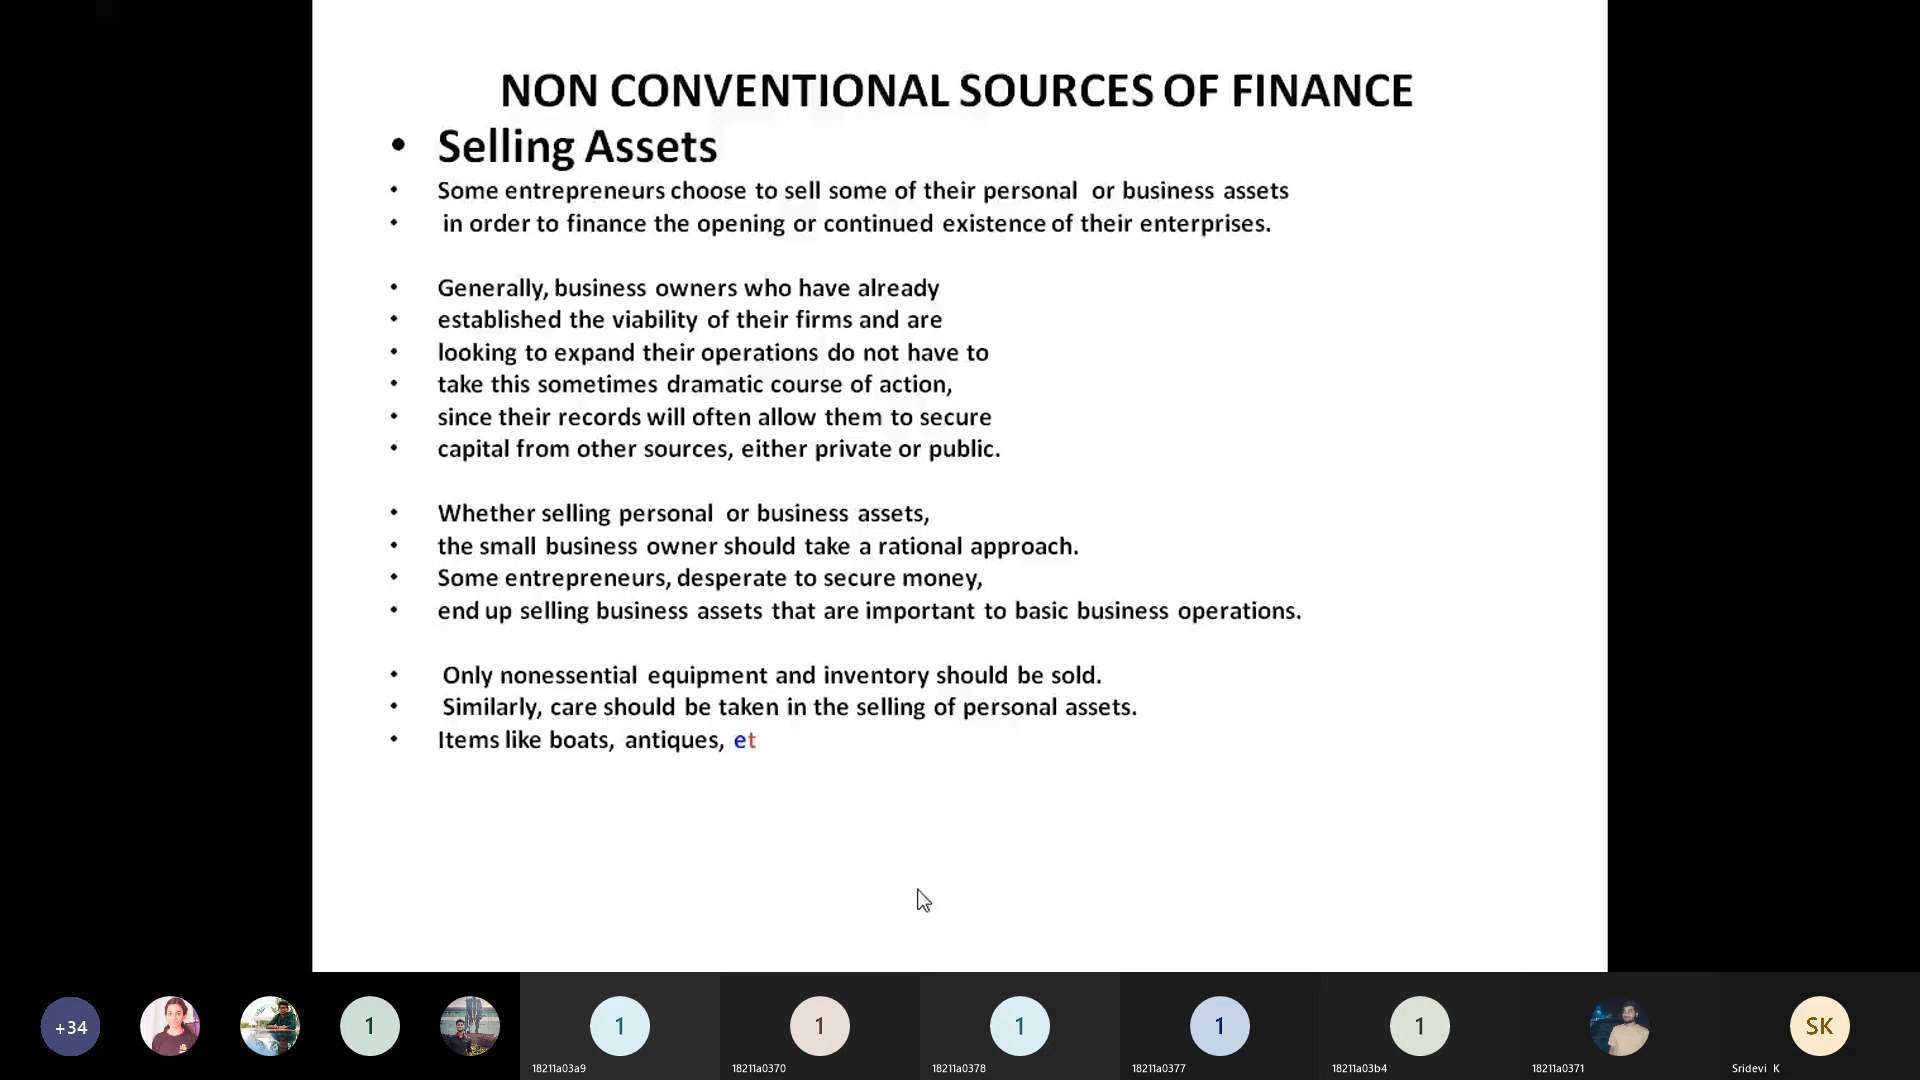 NON CONVENTIONAL SOURCES OF FINANCE
• Selling Assets
• Some entrepreneurs choose to sell some of their personal or business assets
• in order to finance the opening or continued existence of their enterprises.
• Generally, business owners who have already
• established the viability of their firms and are
• looking to expand their operations do not have to
• take this sometimes dramatic course of action,
• since their records will often allow them to secure
• capital from other sources, either private or public.
• Whether selling personal or business assets,
• the small business owner should take a rational approach.
• Some entrepreneurs, desperate to secure money,
• end up selling business assets that are important to basic business operations.
• Only nonessential equipment and inventory should be sold.
• Similarly, care should be taken in the selling of personal assets.
• Items like boats, antiques, et
+34 1 1 1 1 1 1 SK
18211a03a9 18211a0370 18211a0378 18211a0377 18211a03b4 18211a0371 Sridevi K